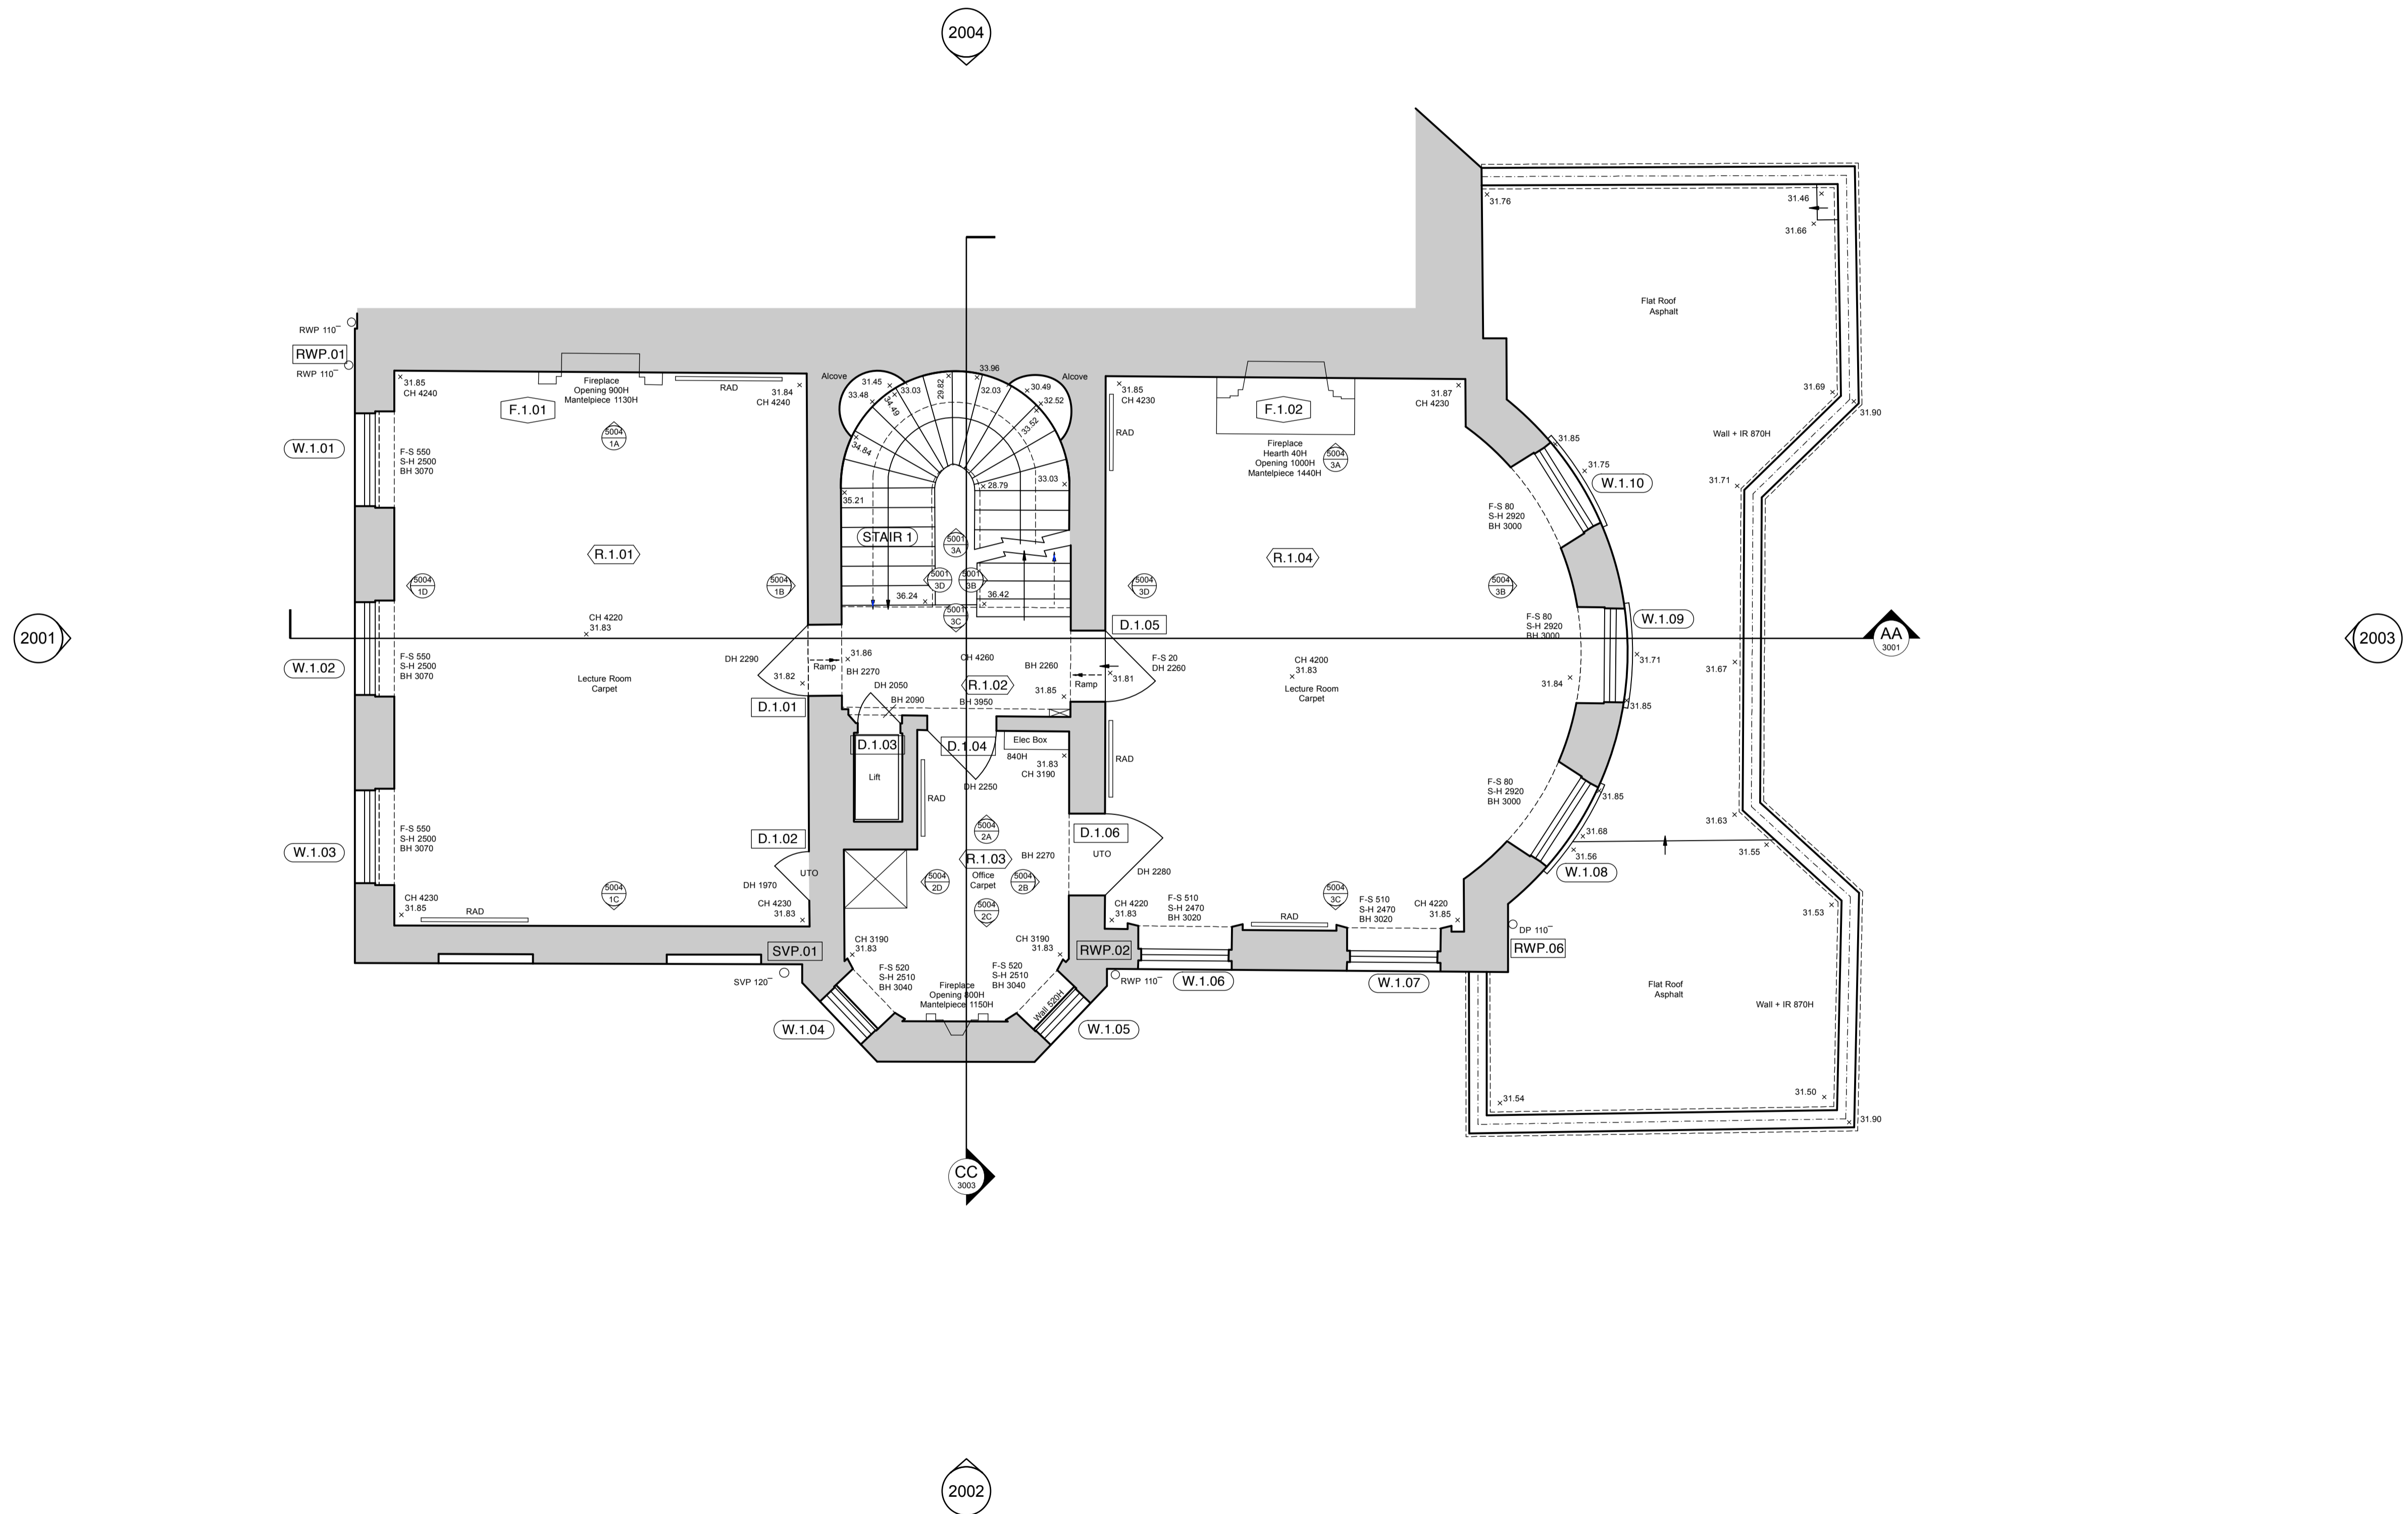 2004
31.76
31.46
31.66
Flat Roof
Asphalt
RWP 110
RWP.01
RWP 110
31.85
CH 4240
Fireplace
Opening 900H
Mantelpiece 1130H
F.1.01
RAD
31.84
CH 4240
Alcove
31.45
33.03
33.48
34.49
29.82
33.96
32.03
30.49
32.52
33.52
Alcove
34.84
35.21
33.03
28.79
31.85
CH 4230
RAD
F.1.02
Fireplace
Hearth 40H
Opening 1000H
Mantelpiece 1440H
5004
3A
31.87
CH 4230
31.69
31.90
Wall + IR 870H
31.85
31.75
W.1.10
31.71
W.1.01
F-S 550
S-H 2500
BH 3070
5004
1A
F-S 80
S-H 2920
BH 3000
R.1.01
STAIR 1
5001
3A
5001
3D
5001
3B
5001
3C
36.24
36.42
R.1.04
5004
1D
5004
1B
5004
3D
5004
3B
CH 4220
31.83
D.1.05
F-S 80
S-H 2920
BH 3000
W.1.09
2001
AA
3001
2003
W.1.02
F-S 550
S-H 2500
BH 3070
Lecture Room
Carpet
DH 2290
31.82
Ramp
31.86
BH 2270
CH 4260
BH 2260
R.1.02
31.85
Ramp
F-S 20
DH 2260
31.81
CH 4200
31.83
Lecture Room
Carpet
31.84
31.71
31.67
31.85
D.1.01
DH 2050
BH 2090
BH 3950
D.1.03
D.1.04
Elec Box
840H
31.83
CH 3190
RAD
Lift
DH 2250
RAD
F-S 80
S-H 2920
BH 3000
31.85
31.63
W.1.03
F-S 550
S-H 2500
BH 3070
D.1.02
UTO
DH 1970
5004
2A
R.1.03
Office
Carpet
BH 2270
5004
2D
5004
2B
5004
2C
D.1.06
UTO
DH 2280
31.68
31.56
31.55
W.1.08
CH 4230
31.85
RAD
5004
1C
CH 4230
31.83
CH 4220
31.83
F-S 510
S-H 2470
BH 3020
RAD
5004
3C
F-S 510
S-H 2470
BH 3020
CH 4220
31.85
31.53
DP 110
RWP.06
SVP.01
SVP 120
CH 3190
31.83
CH 3190
31.83
RWP.02
RWP 110
W.1.06
W.1.07
F-S 520
S-H 2510
BH 3040
F-S 520
S-H 2510
BH 3040
Fireplace
Opening 800H
Mantelpiece 1150H
Wall 520H
W.1.04
W.1.05
Flat Roof
Asphalt
Wall + IR 870H
31.54
31.50
31.90
CC
3003
2002